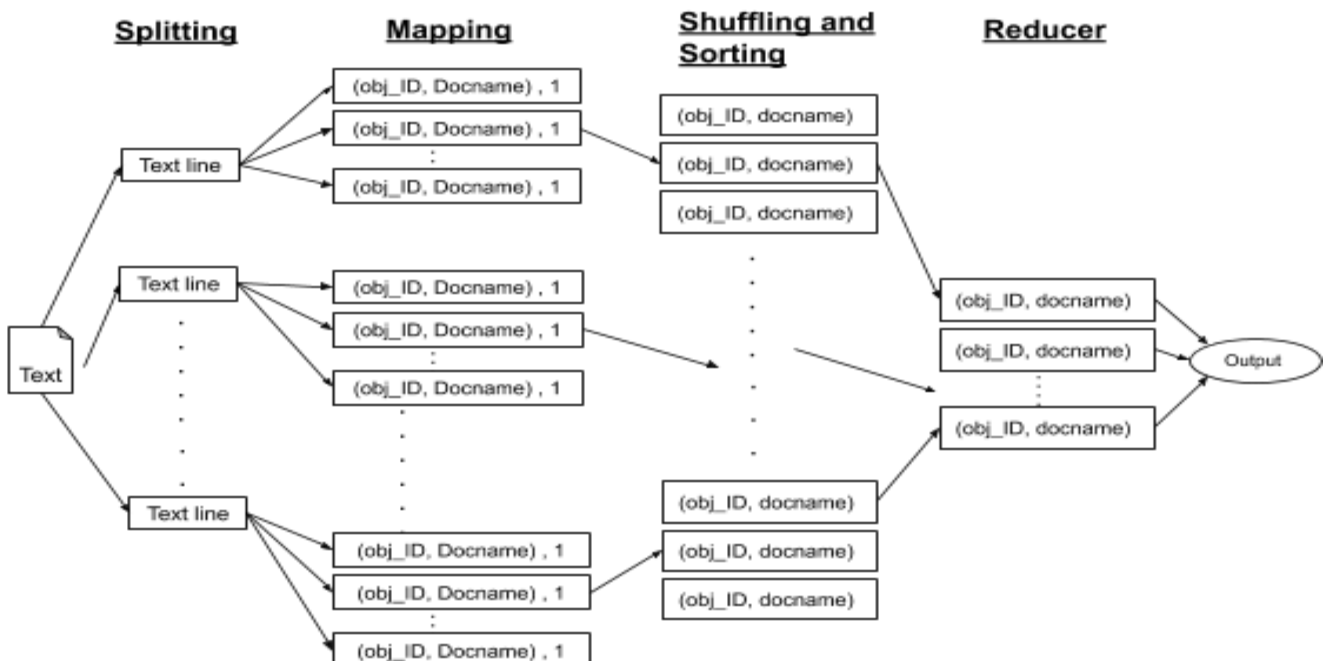 Splitting
Mapping
Shuffling and
Sorting
Reducer
Text
Text line
Text line
Text line
(obj_ID, Docname) , 1
(obj_ID, Docname) , 1
(obj_ID, Docname) , 1
(obj_ID, Docname) , 1
(obj_ID, Docname) , 1
(obj_ID, Docname) , 1
(obj_ID, Docname) , 1
(obj_ID, Docname) , 1
(obj_ID, Docname) , 1
(obj_ID, docname)
(obj_ID, docname)
(obj_ID, docname)
(obj_ID, docname)
(obj_ID, docname)
(obj_ID, docname)
(obj_ID, docname)
(obj_ID, docname)
(obj_ID, docname)
Output